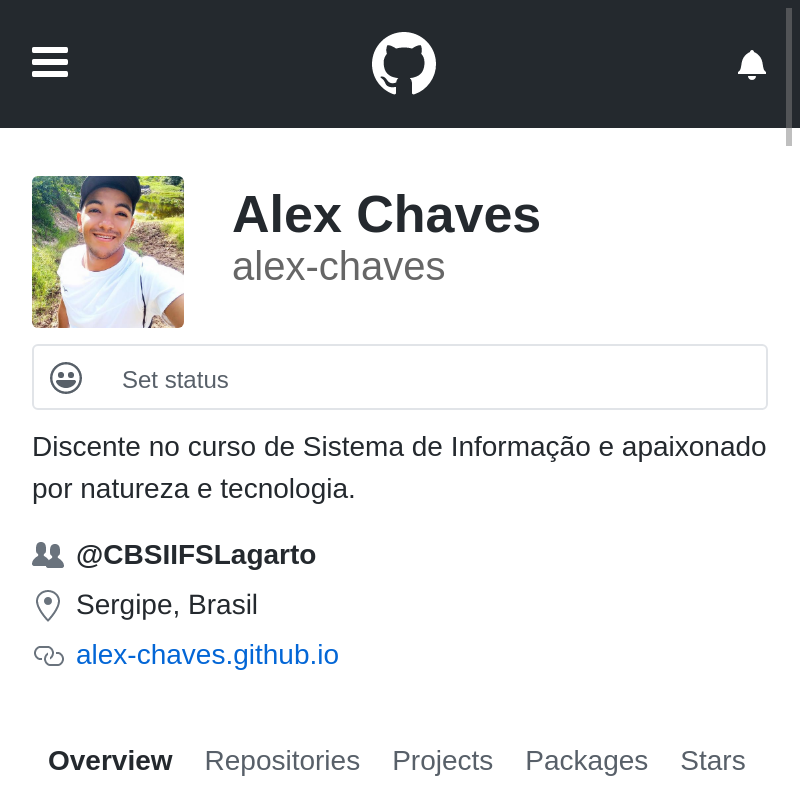 Alex Chaves
alex-chaves
Set status
Discente no curso de Sistema de Informação e apaixonado
por natureza e tecnologia.
@CBSIIFSLagarto
Sergipe, Brasil
alex-chaves.github.io
Overview Repositories Projects Packages Stars